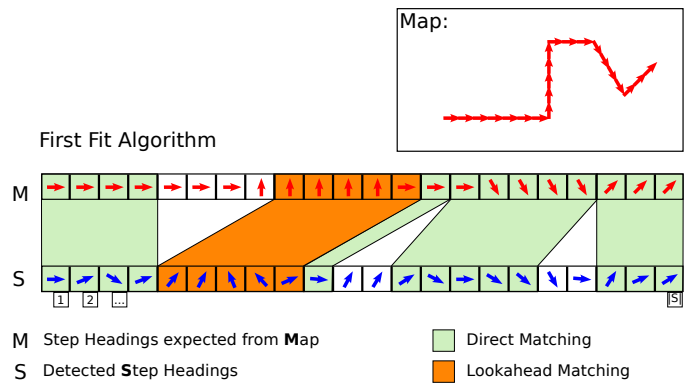 Map:
First Fit Algorithm
M
S
1 2 ... |S|
M Step Headings expected from Map
Direct Matching
S Detected Step Headings
Lookahead Matching